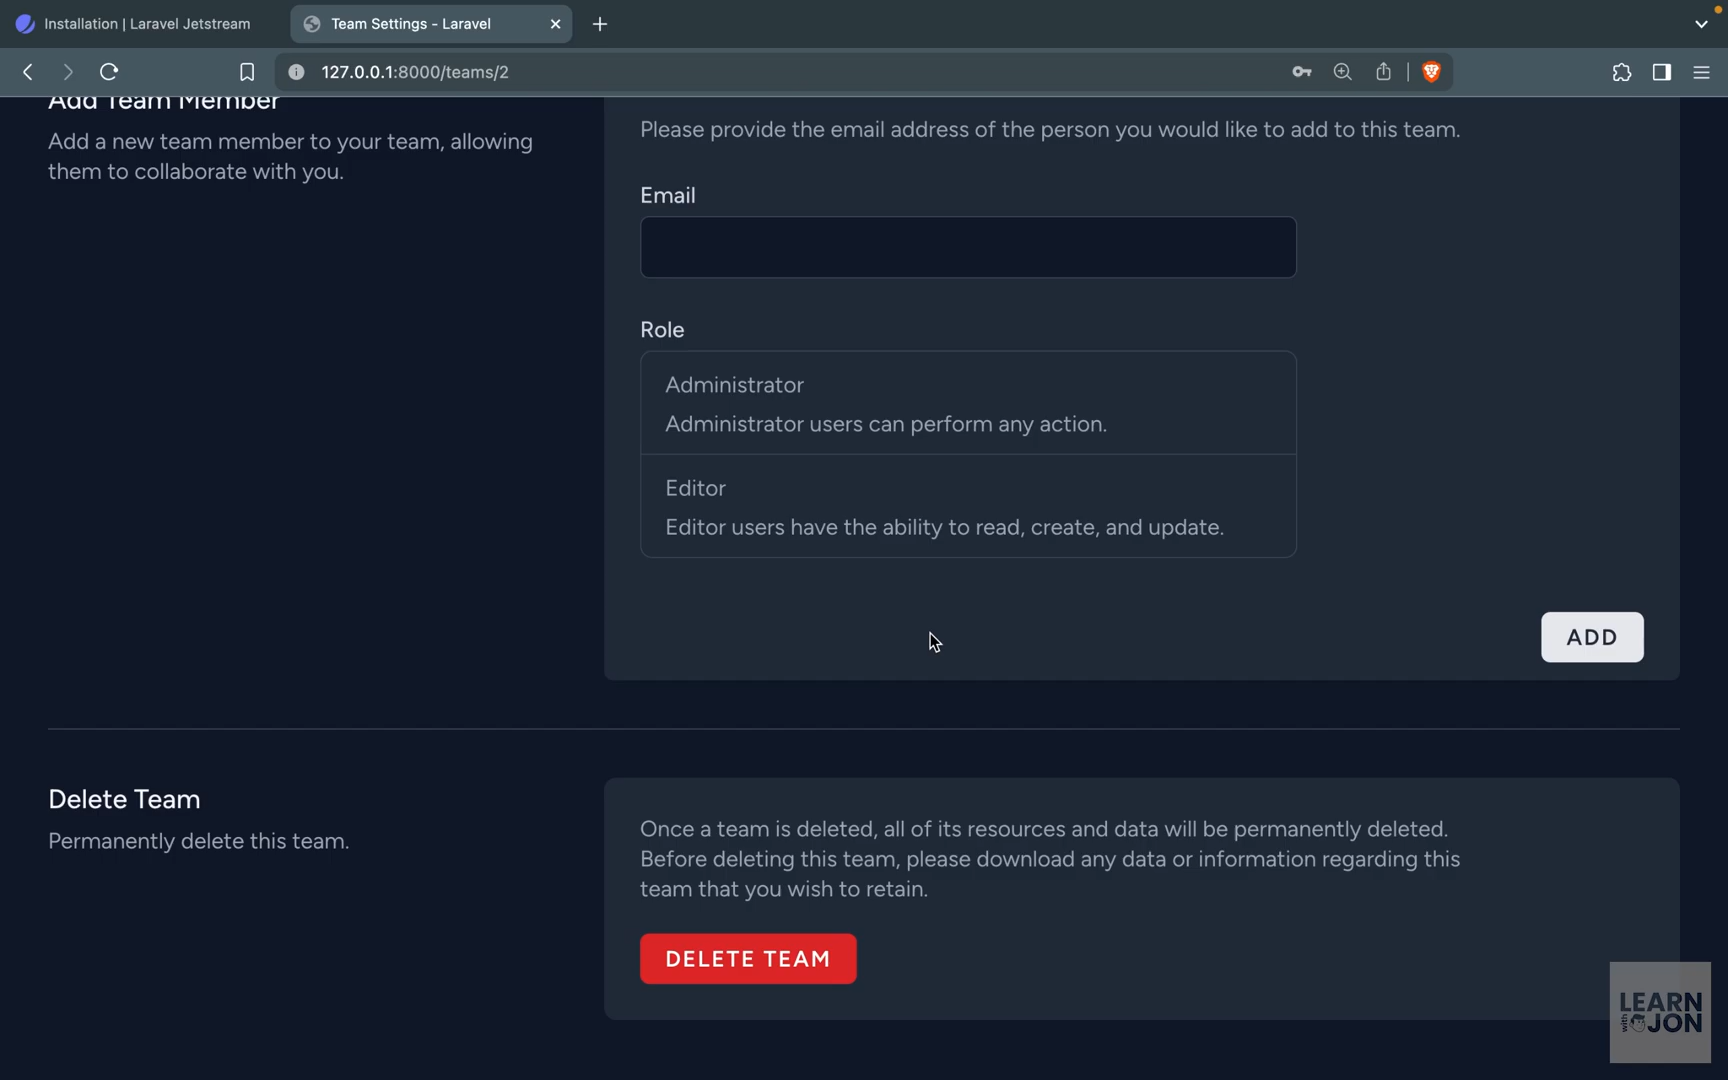 Installation | Laravel Jetstream
Team Settings - Laravel
127.0.0.1:8000/teams/2
Add Team Member
Add a new team member to your team, allowing
them to collaborate with you.
Please provide the email address of the person you would like to add to this team.
Email
Role
Administrator
Administrator users can perform any action.
Editor
Editor users have the ability to read, create, and update.
ADD
Delete Team
Permanently delete this team.
Once a team is deleted, all of its resources and data will be permanently deleted.
Before deleting this team, please download any data or information regarding this
team that you wish to retain.
DELETE TEAM
LEARN
with JON